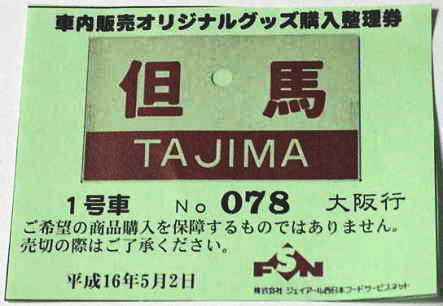 車内販売オリジナルグッズ購入整理券
但 馬
TAJIMA
1号車 No 078 大阪行
ご希望の商品購入を保障するものではありません。
売切の際はご了承ください。
平成16年5月2日
FSN
株式会社 ジェイアール西日本フードサービスネット